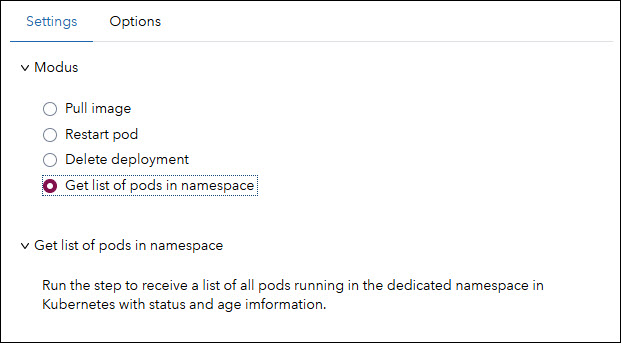 Settings Options
Modus
Pull image
Restart pod
Delete deployment
Get list of pods in namespace
Get list of pods in namespace
Run the step to receive a list of all pods running in the dedicated namespace in
Kubernetes with status and age imformation.